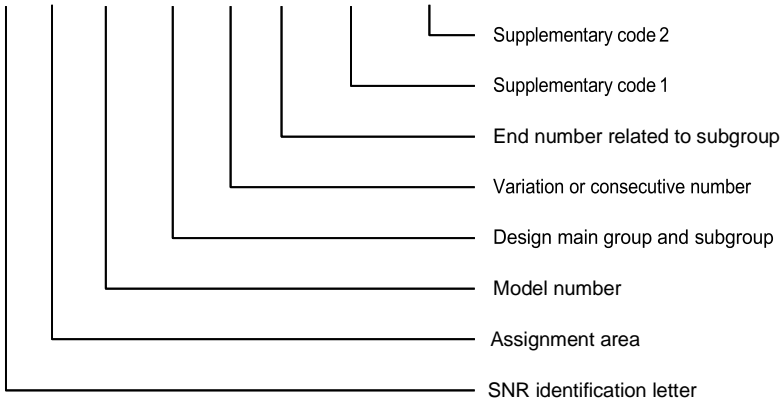 Supplementary code 2
Supplementary code 1
End number related to subgroup
Variation or consecutive number
Design main group and subgroup
Model number
Assignment area
SNR identification letter